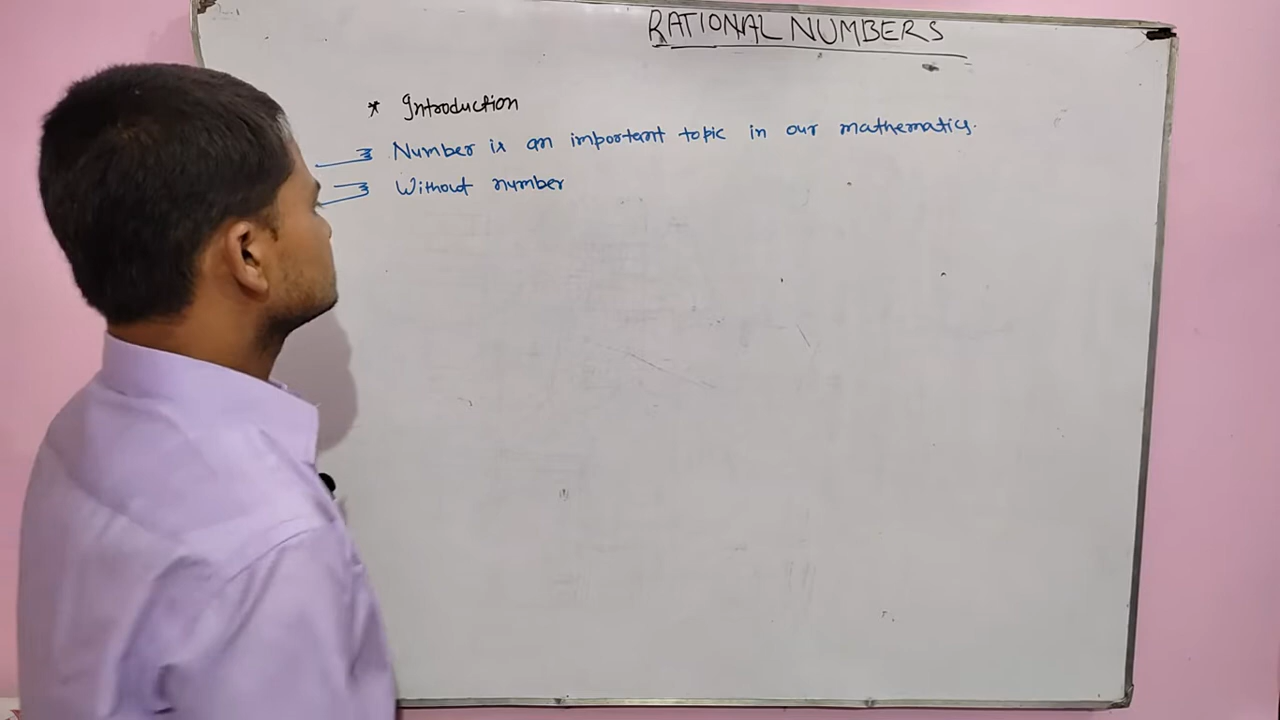 RATIONAL NUMBERS
* Introduction
Number is an important topic in our mathematics.
Without number